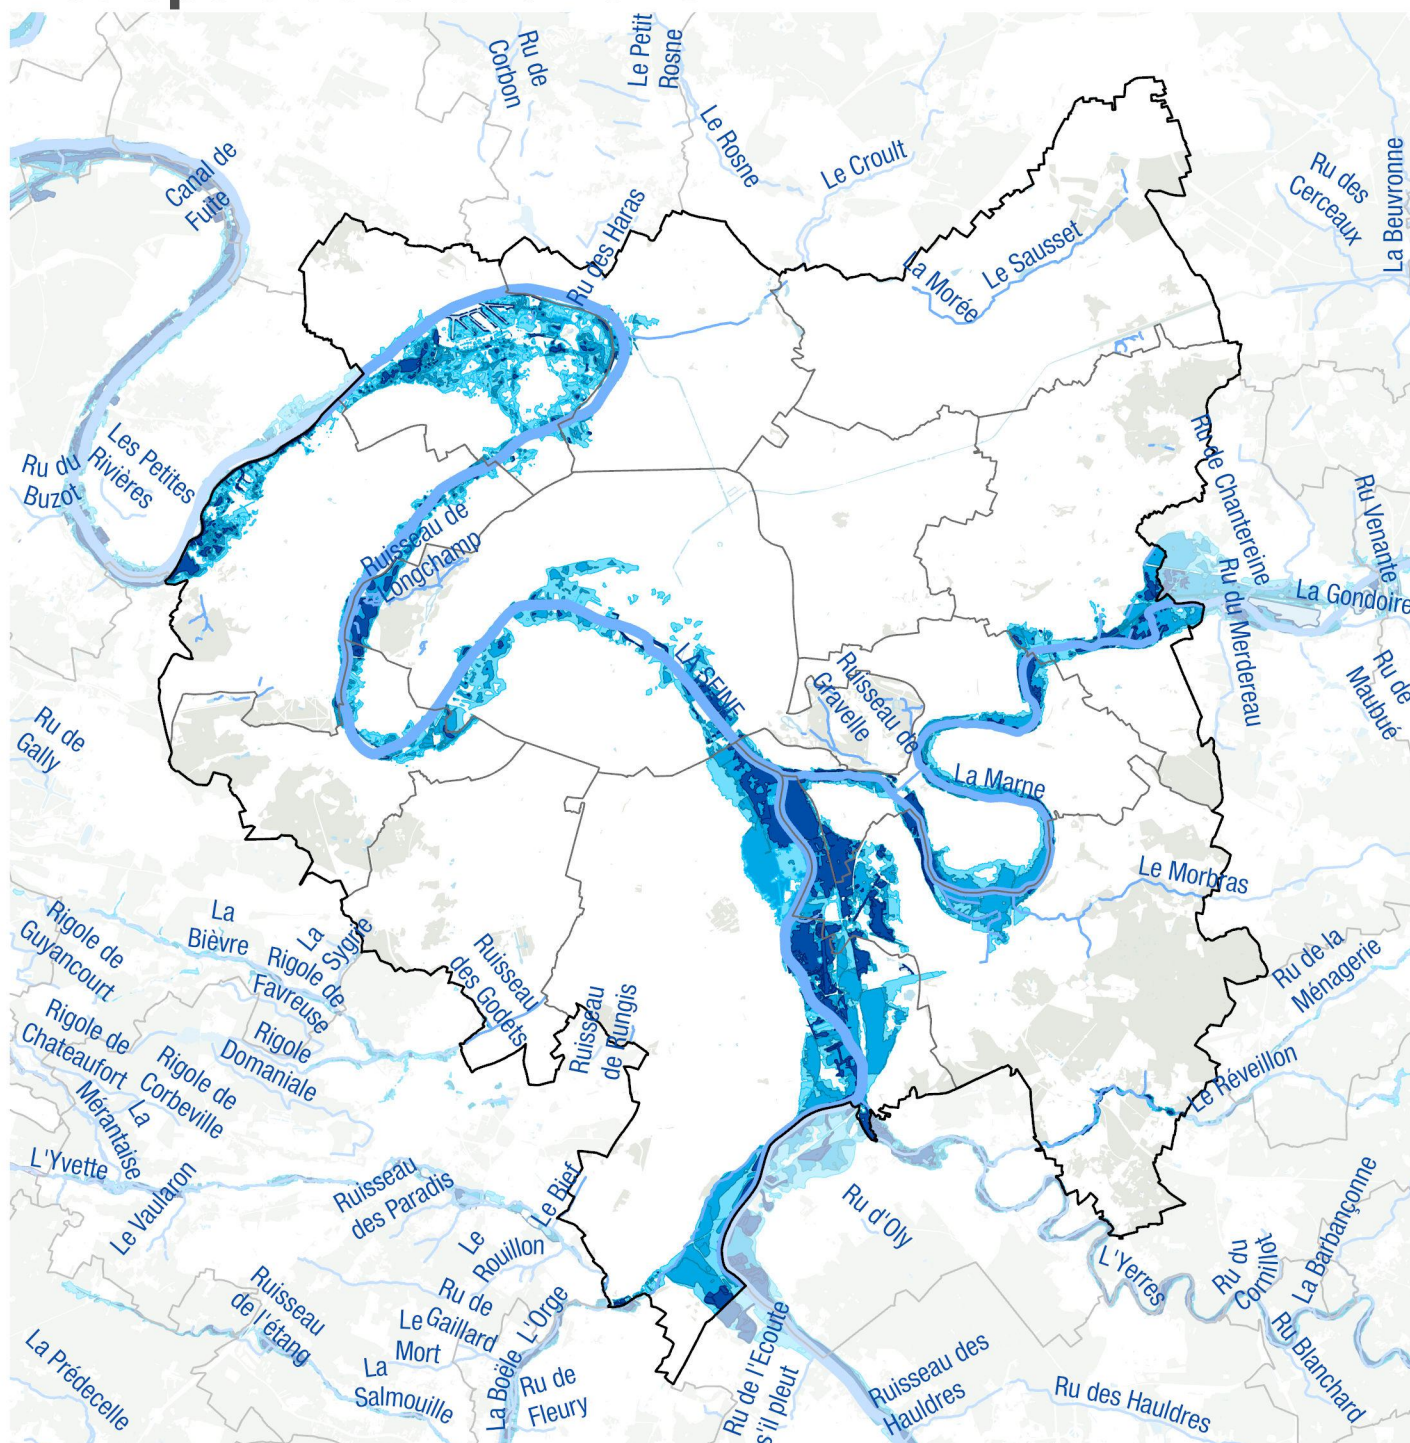 Ru de
Corbon
Le Petit
Rosne
Le Rosne
Le Croult
Ru des
Cerceaux
La Beuvronne
Canal de
Fuite
Ru des Haras
La Morée
Le Sausset
Les Petites
Rivières
Ru du
Buzot
Ruisseau de
Longchamp
Ru de Chantereine
Ru Venante
La Gondoire
Ru du Merdereau
Ru de
Maubué
LA SEINE
Ruisseau de
Gravelle
La Marne
Ru de
Gally
Le Morbras
Rigole de
Guyancourt
La
Bièvre
La
Sygrie
Rigole de
Favreuse
Ruisseau
des Godets
Ruisseau
de Rungis
Ru de la
Ménagerie
Rigole de
Chateaufort
Rigole
Domaniale
Rigole de
Corbeville
La
Mérantaise
Le Réveillon
L'Yvette
Le Vaularon
Ruisseau
des Paradis
Le Bief
Le
Rouillon
Ru d'Oly
L'Yerres
Ru du
Cornillot
La Barbançonne
Ruisseau
de l'étang
Ru de
Gaillard
Le
Mort
L'Orge
La Prédecelle
La
Salmouille
La Boële
Ru de
Fleury
Ru de l'Ecoute
s'il pleut
Ruisseau des
Hauldres
Ru des Hauldres
Ru Blanchard